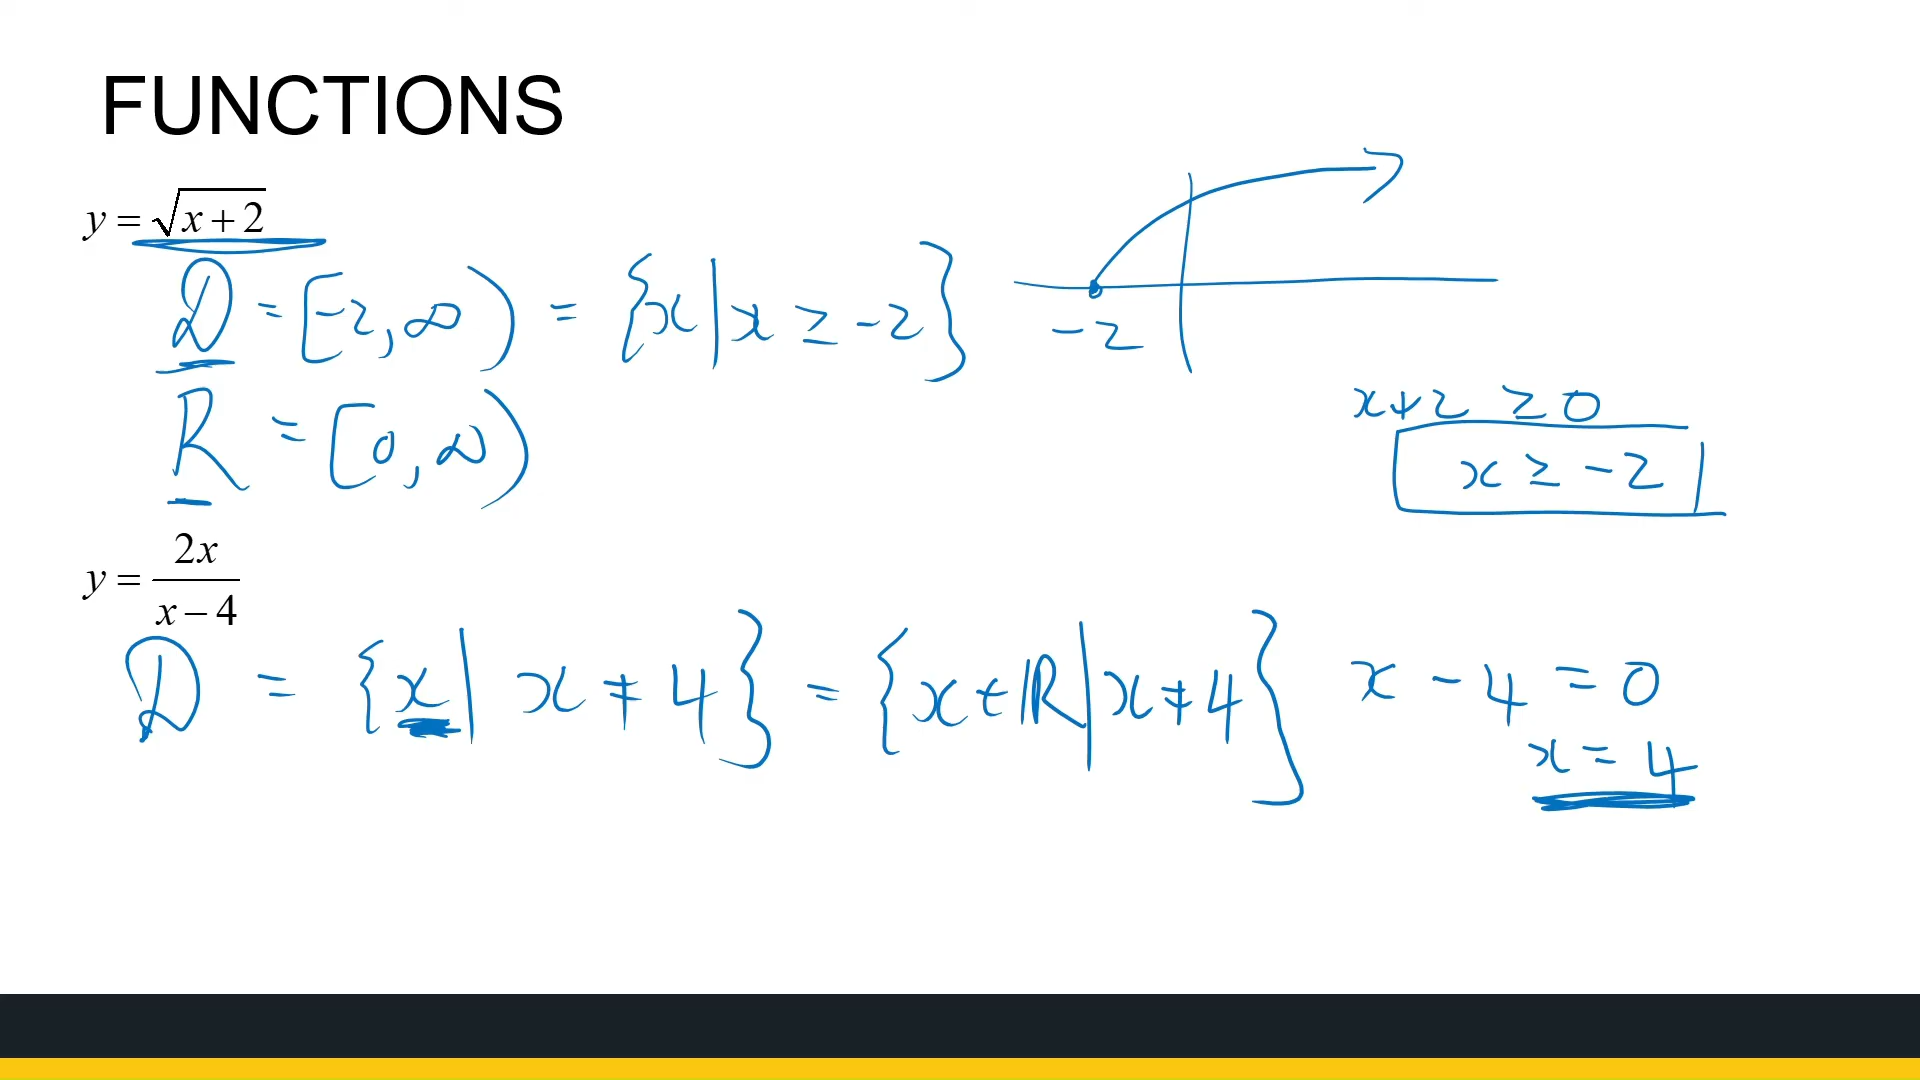 FUNCTIONS
y = √(x + 2)
D = [-2, ∞) = {x | x ≥ -2}
-2
R = [0, ∞)
x+2 ≥ 0
x ≥ -2
y = 2x / (x - 4)
D = {x | x ≠ 4} = {x ∈ ℝ | x ≠ 4}
x - 4 = 0
x = 4